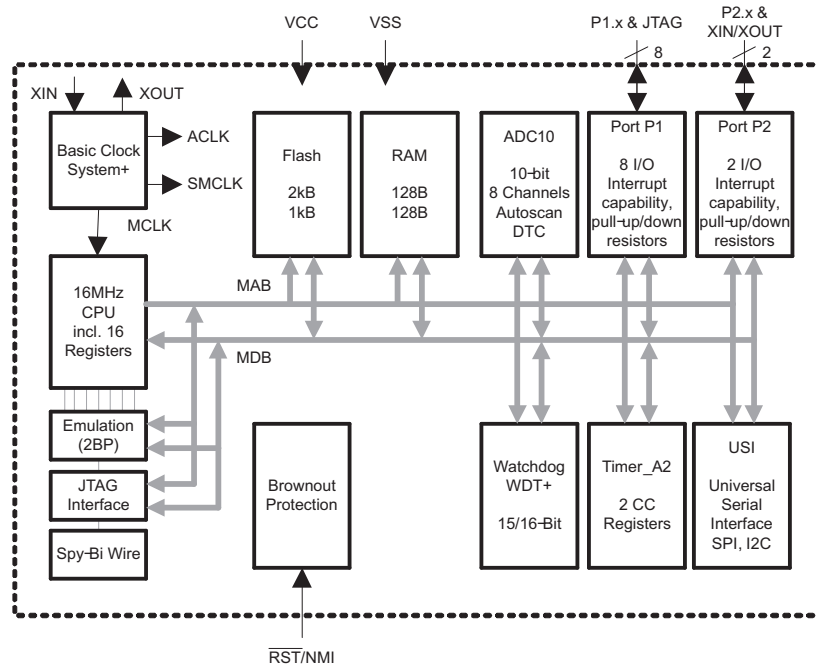 VCC
VSS
P1.x & JTAG
8
P2.x &
XIN/XOUT
2
XIN
XOUT
Basic Clock
System+
ACLK
SMCLK
MCLK
Flash
2kB
1kB
RAM
128B
128B
ADC10
10-bit
8 Channels
Autoscan
DTC
Port P1
8 I/O
Interrupt
capability,
pull-up/down
resistors
Port P2
2 I/O
Interrupt
capability,
pull-up/down
resistors
16MHz
CPU
incl. 16
Registers
MAB
MDB
Emulation
(2BP)
JTAG
Interface
Spy-Bi Wire
Brownout
Protection
Watchdog
WDT+
15/16-Bit
Timer_A2
2 CC
Registers
USI
Universal
Serial
Interface
SPI, I2C
RST/NMI